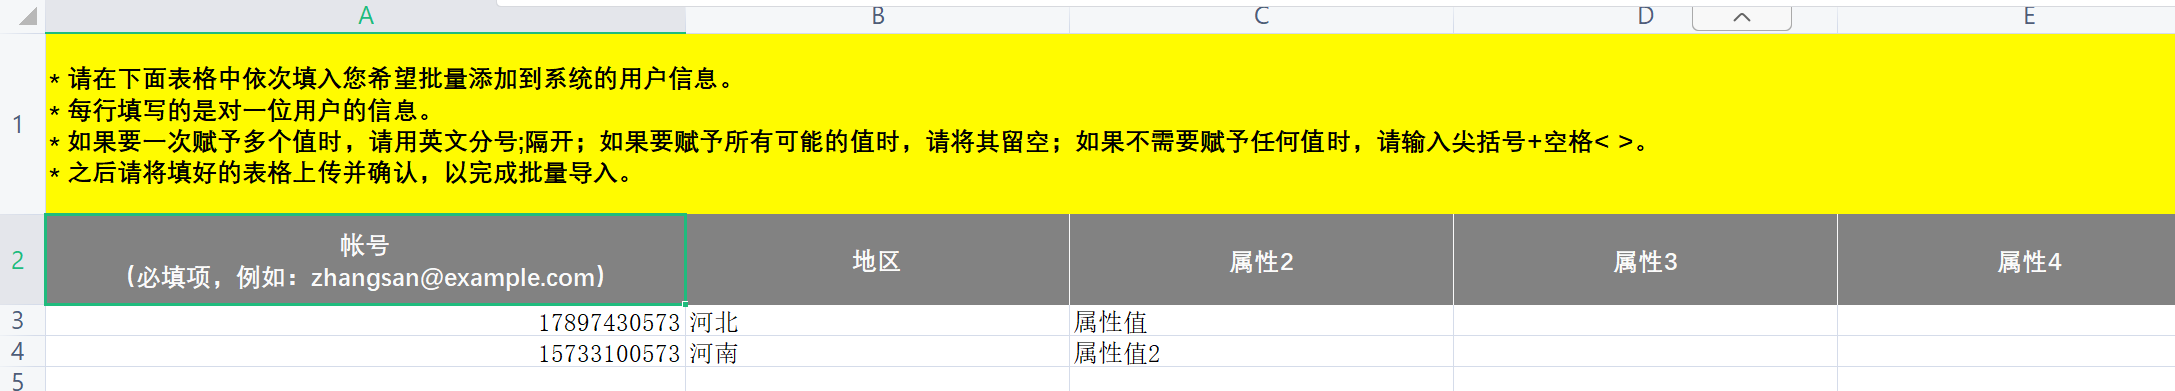 A B C D E
1
* 请在下面表格中依次填入您希望批量添加到系统的用户信息。
* 每行填写的是对一位用户的信息。
* 如果要一次赋予多个值时，请用英文分号;隔开；如果要赋予所有可能的值时，请将其留空；如果不需要赋予任何值时，请输入尖括号+空格< >。
* 之后请将填好的表格上传并确认，以完成批量导入。
2
帐号
（必填项，例如：zhangsan@example.com）
地区
属性2
属性3
属性4
3 17897430573 河北 属性值
4 15733100573 河南 属性值2
5